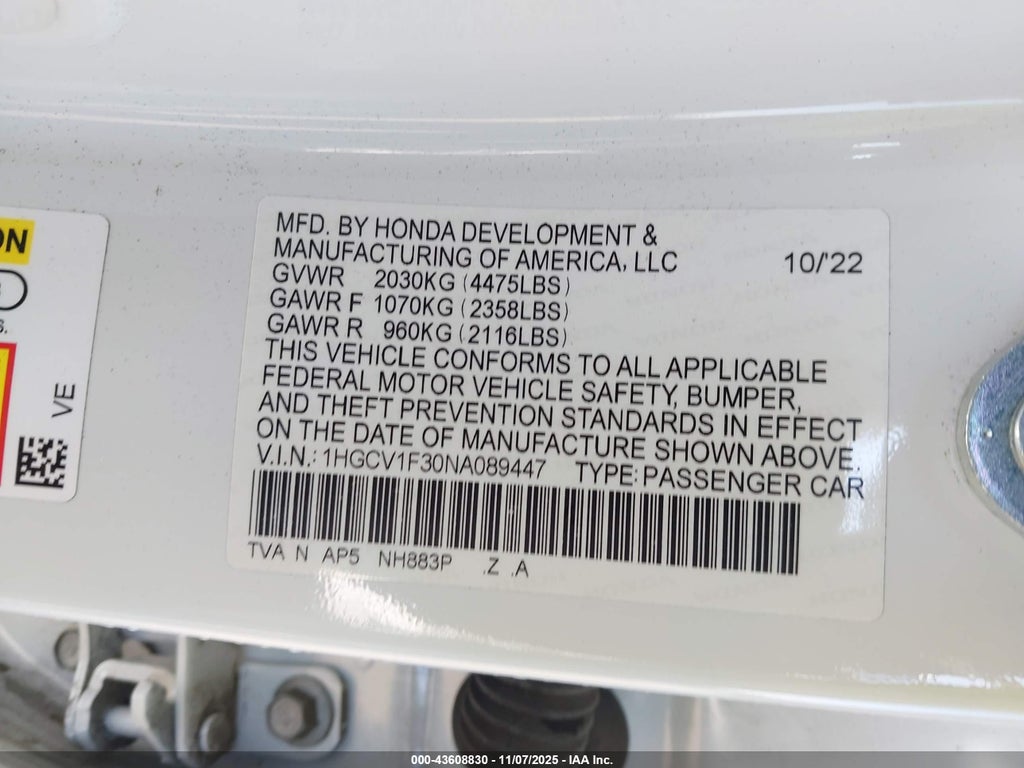 ON
S.
VE
MFD. BY HONDA DEVELOPMENT &
MANUFACTURING OF AMERICA, LLC 10/'22
GVWR 2030KG (4475LBS)
GAWR F 1070KG (2358LBS)
GAWR R 960KG (2116LBS)
THIS VEHICLE CONFORMS TO ALL APPLICABLE
FEDERAL MOTOR VEHICLE SAFETY, BUMPER,
AND THEFT PREVENTION STANDARDS IN EFFECT
ON THE DATE OF MANUFACTURE SHOWN ABOVE.
V.I.N.: 1HGCV1F30NA089447 TYPE: PASSENGER CAR
TVA N AP5 NH883P .Z .A
000-43608830 - 11/07/2025 - IAA Inc.